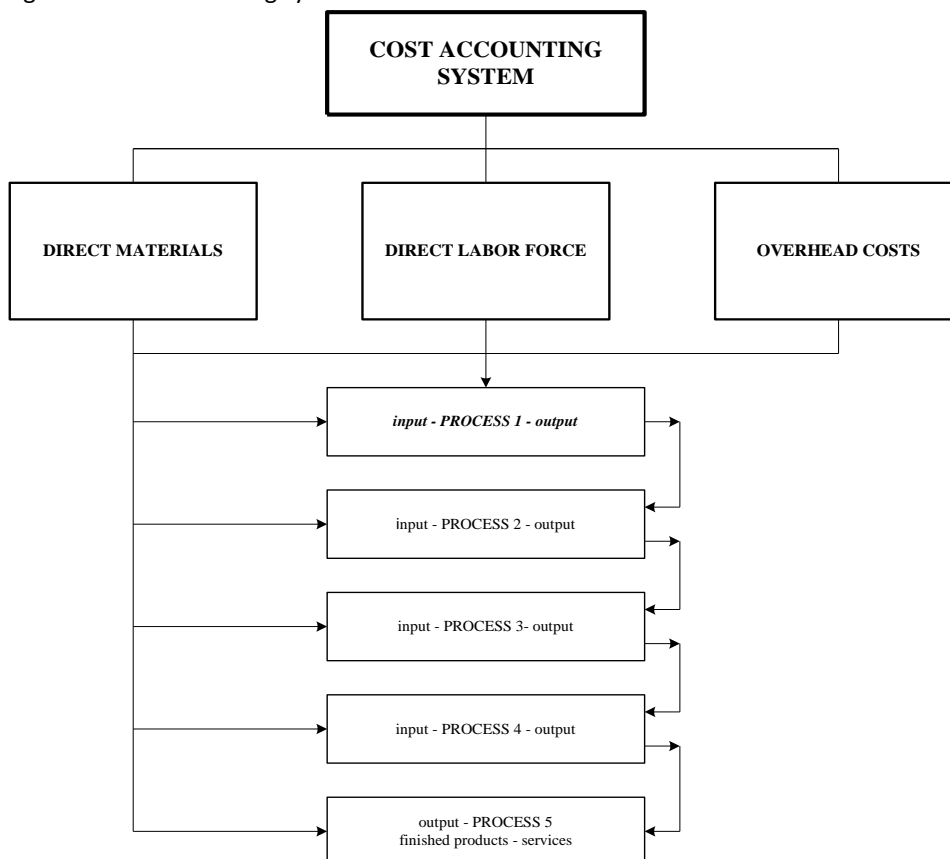 COST ACCOUNTING
SYSTEM
DIRECT MATERIALS
DIRECT LABOR FORCE
OVERHEAD COSTS
input - PROCESS 1 - output
input - PROCESS 2 - output
input - PROCESS 3- output
input - PROCESS 4 - output
output - PROCESS 5
finished products - services